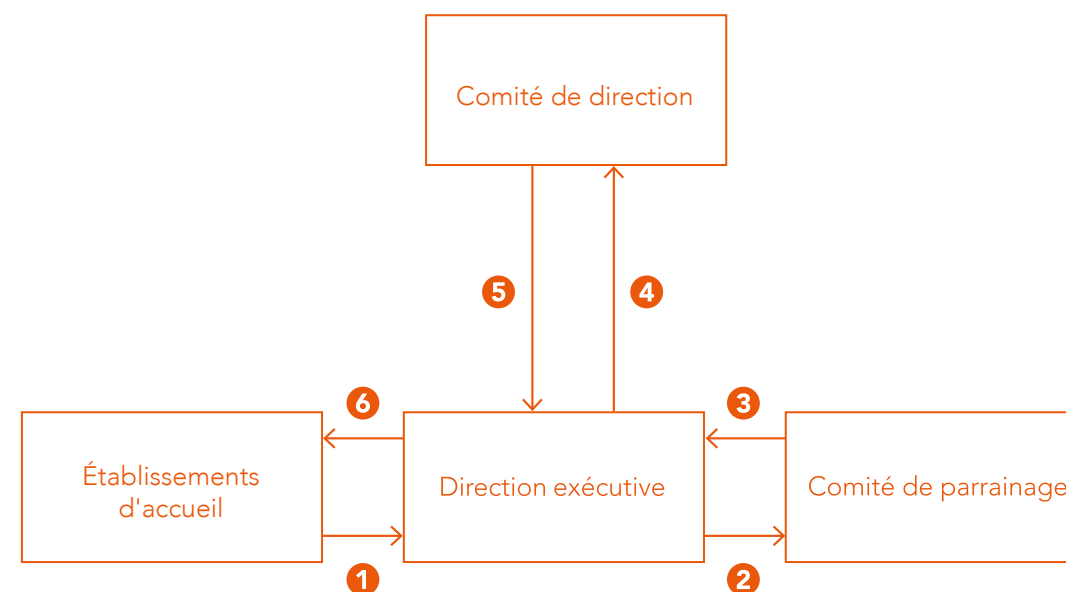 Comité de direction
5
4
6
3
Établissements
d'accueil
Direction exécutive
Comité de parrainage
1
2